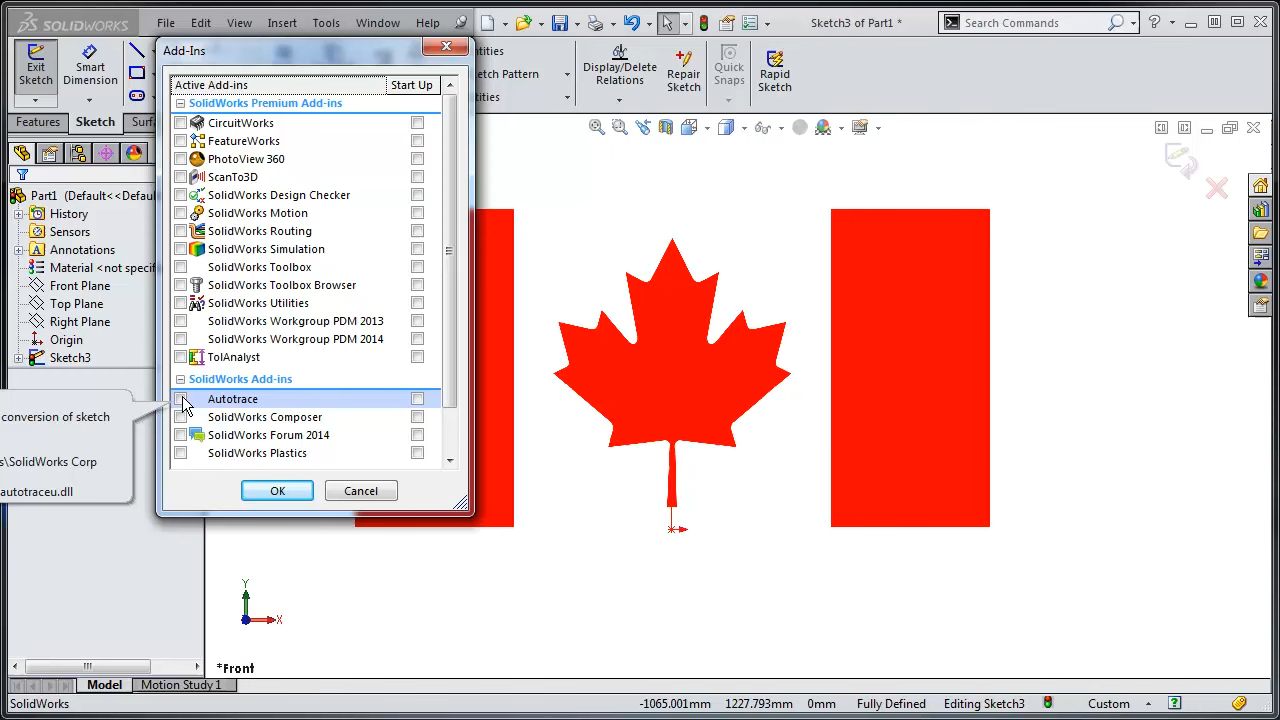 SOLIDWORKS
File
Edit
View
Insert
Tools
Window
Help
Sketch3 of Part1 *
Search Commands
Exit
Sketch
Smart
Dimension
Add-Ins
ntities
etch Pattern
ntities
Display/Delete
Relations
Repair
Sketch
Quick
Snaps
Rapid
Sketch
Features
Sketch
Surf
Part1 (Default<<Defau
History
Sensors
Annotations
Material <not specif
Front Plane
Top Plane
Right Plane
Origin
Sketch3
Active Add-ins
Start Up
SolidWorks Premium Add-ins
CircuitWorks
FeatureWorks
PhotoView 360
ScanTo3D
SolidWorks Design Checker
SolidWorks Motion
SolidWorks Routing
SolidWorks Simulation
SolidWorks Toolbox
SolidWorks Toolbox Browser
SolidWorks Utilities
SolidWorks Workgroup PDM 2013
SolidWorks Workgroup PDM 2014
TolAnalyst
SolidWorks Add-ins
Autotrace
SolidWorks Composer
SolidWorks Forum 2014
SolidWorks Plastics
OK
Cancel
conversion of sketch
s\SolidWorks Corp
autotraceu.dll
Y
X
*Front
Model
Motion Study 1
SolidWorks
-1065.001mm
1227.793mm
0mm
Fully Defined
Editing Sketch3
Custom